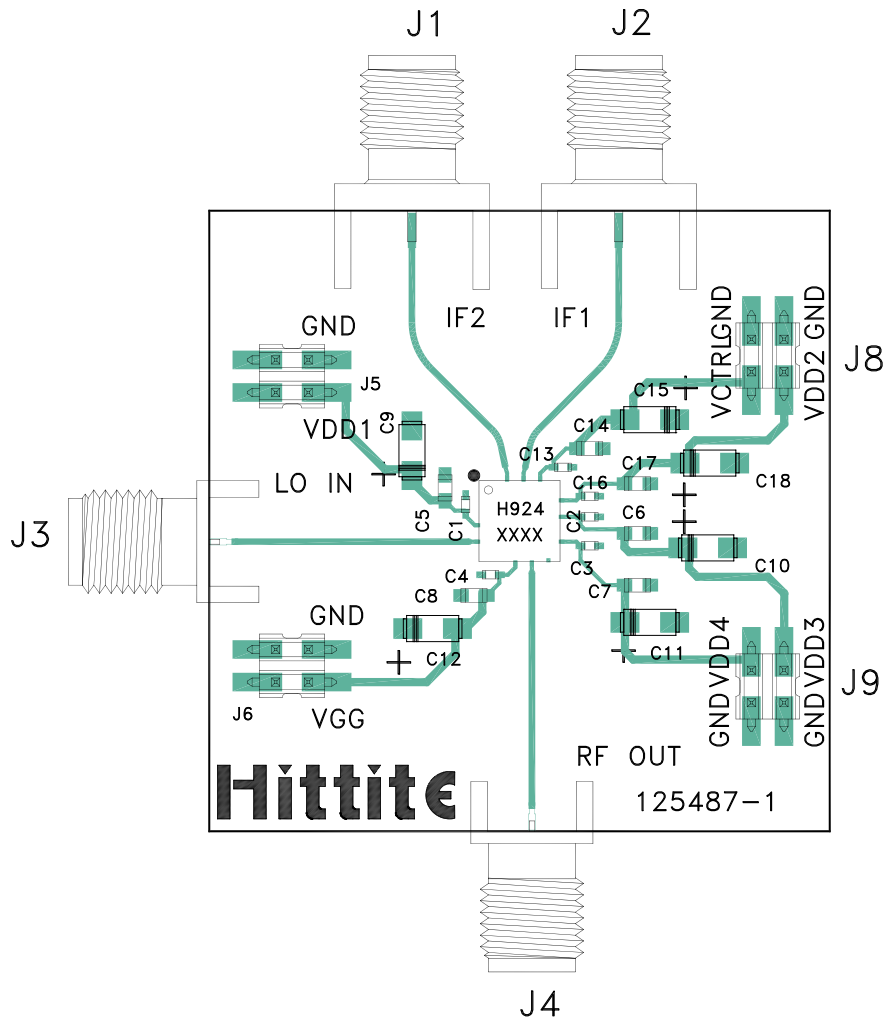 J1
J2
IF2
IF1
GND
J5
VDD1
C9
LO IN
C5
C1
J3
H924
XXXX
C15
C14
C13
C17
C16
C18
C2
C6
C3
C10
C7
C11
C4
C8
C12
VCTRL
GND
VDD2
GND
J8
GND
J6
VGG
GND
VDD4
GND
VDD3
J9
RF OUT
Hittite
125487-1
J4